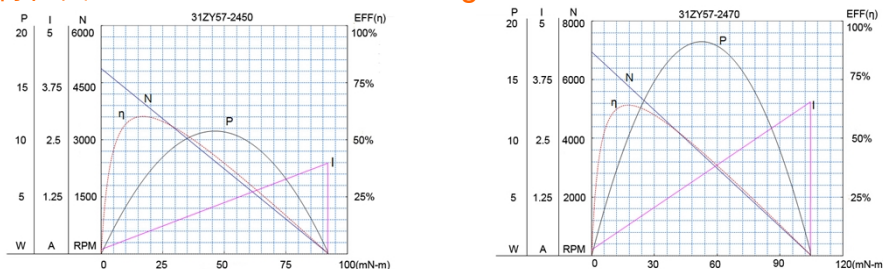 31ZY57-2450
P I N EFF(η)
20 5 6000 100%
15 3.75 4500 75%
10 2.5 3000 50%
5 1.25 1500 25%
W A RPM
0 25 50 75 100(mN-m)
η N P I
31ZY57-2470
P I N EFF(η)
20 5 8000 100%
15 3.75 6000 75%
10 2.5 4000 50%
5 1.25 2000 25%
W A RPM
0 30 60 90 120(mN-m)
η N P I